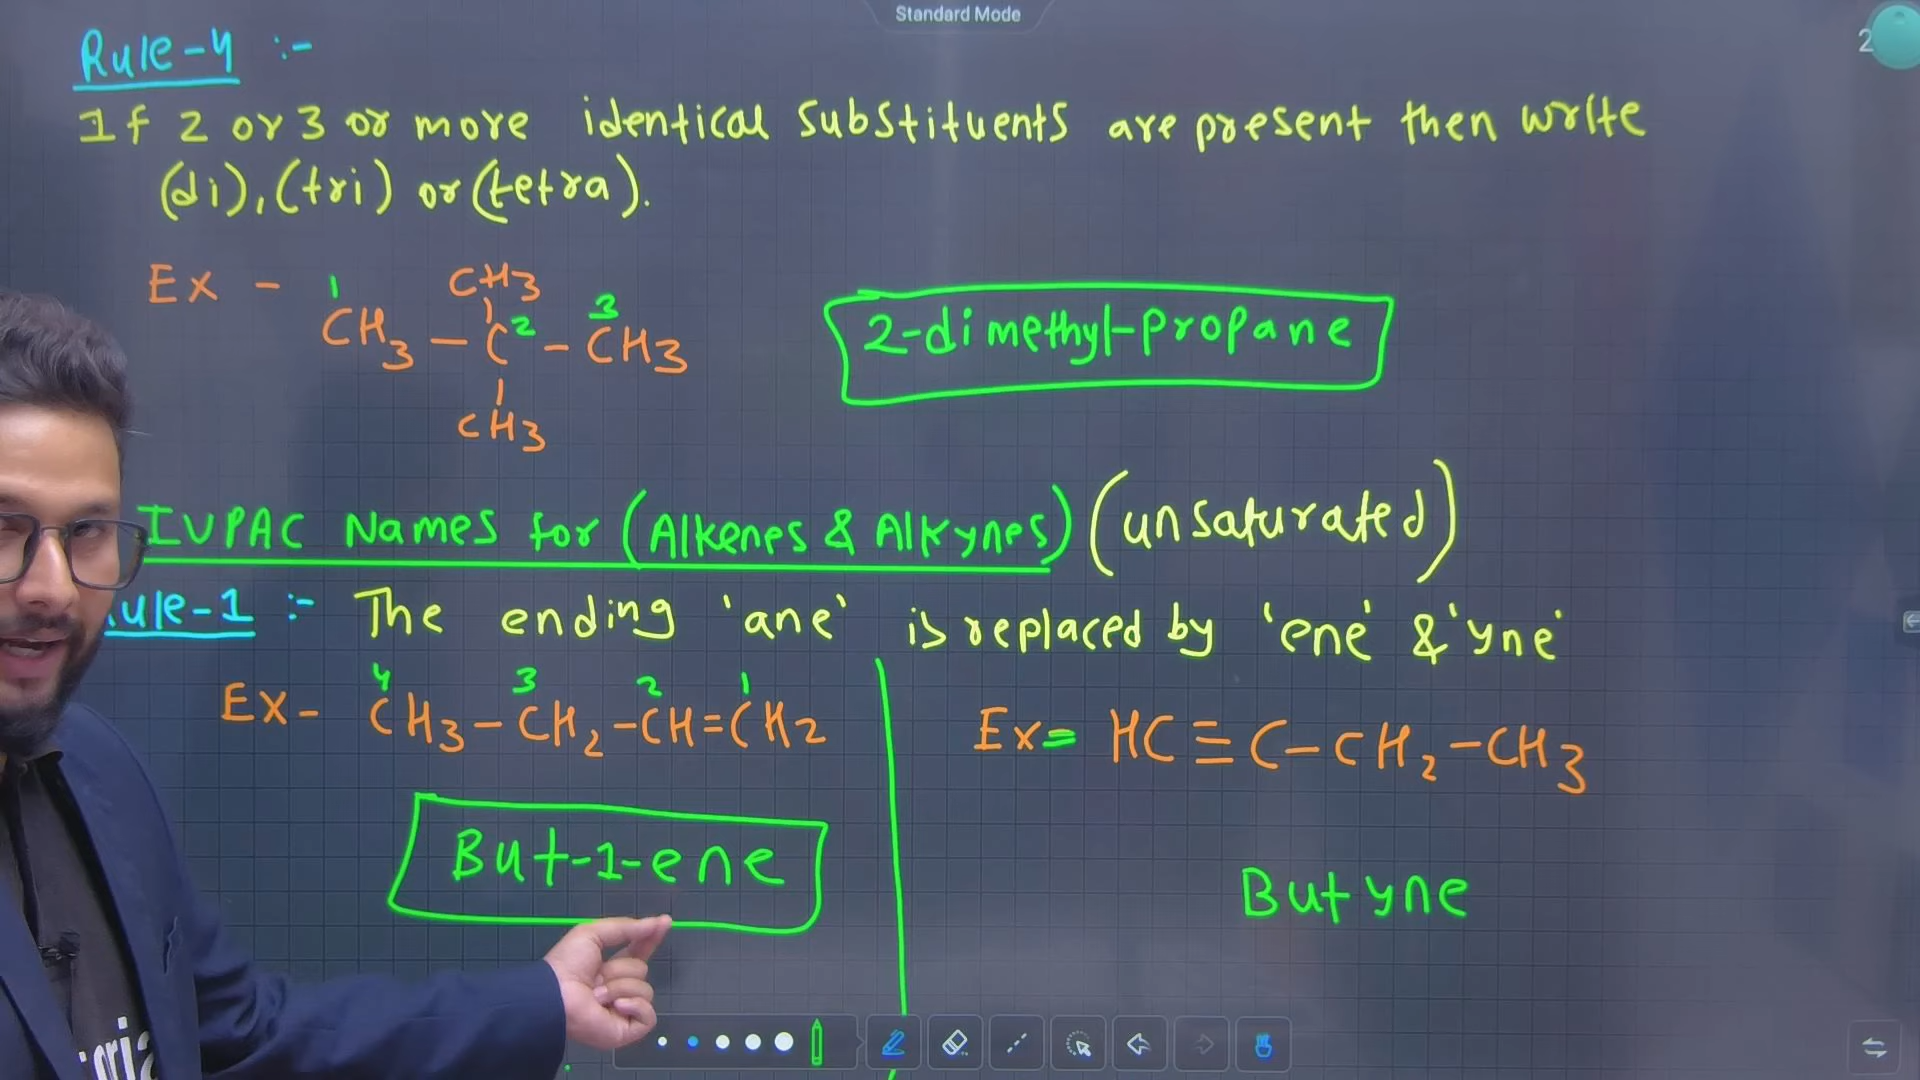 Standard Mode
2
Rule-4 :-
If 2 or 3 or more identical substituents are present then write
(di), (tri) or (tetra).
Ex - 1 CH3 2 3
CH3 - C - CH3
CH3
2-dimethyl-propane
IUPAC Names for (Alkenes & Alkynes) (unsaturated)
ule-1 :- The ending 'ane' is replaced by 'ene' & 'yne'
4 3 2 1
Ex- CH3-CH2-CH=CH2
But-1-ene
Ex= HC≡C-CH2-CH3
Butyne